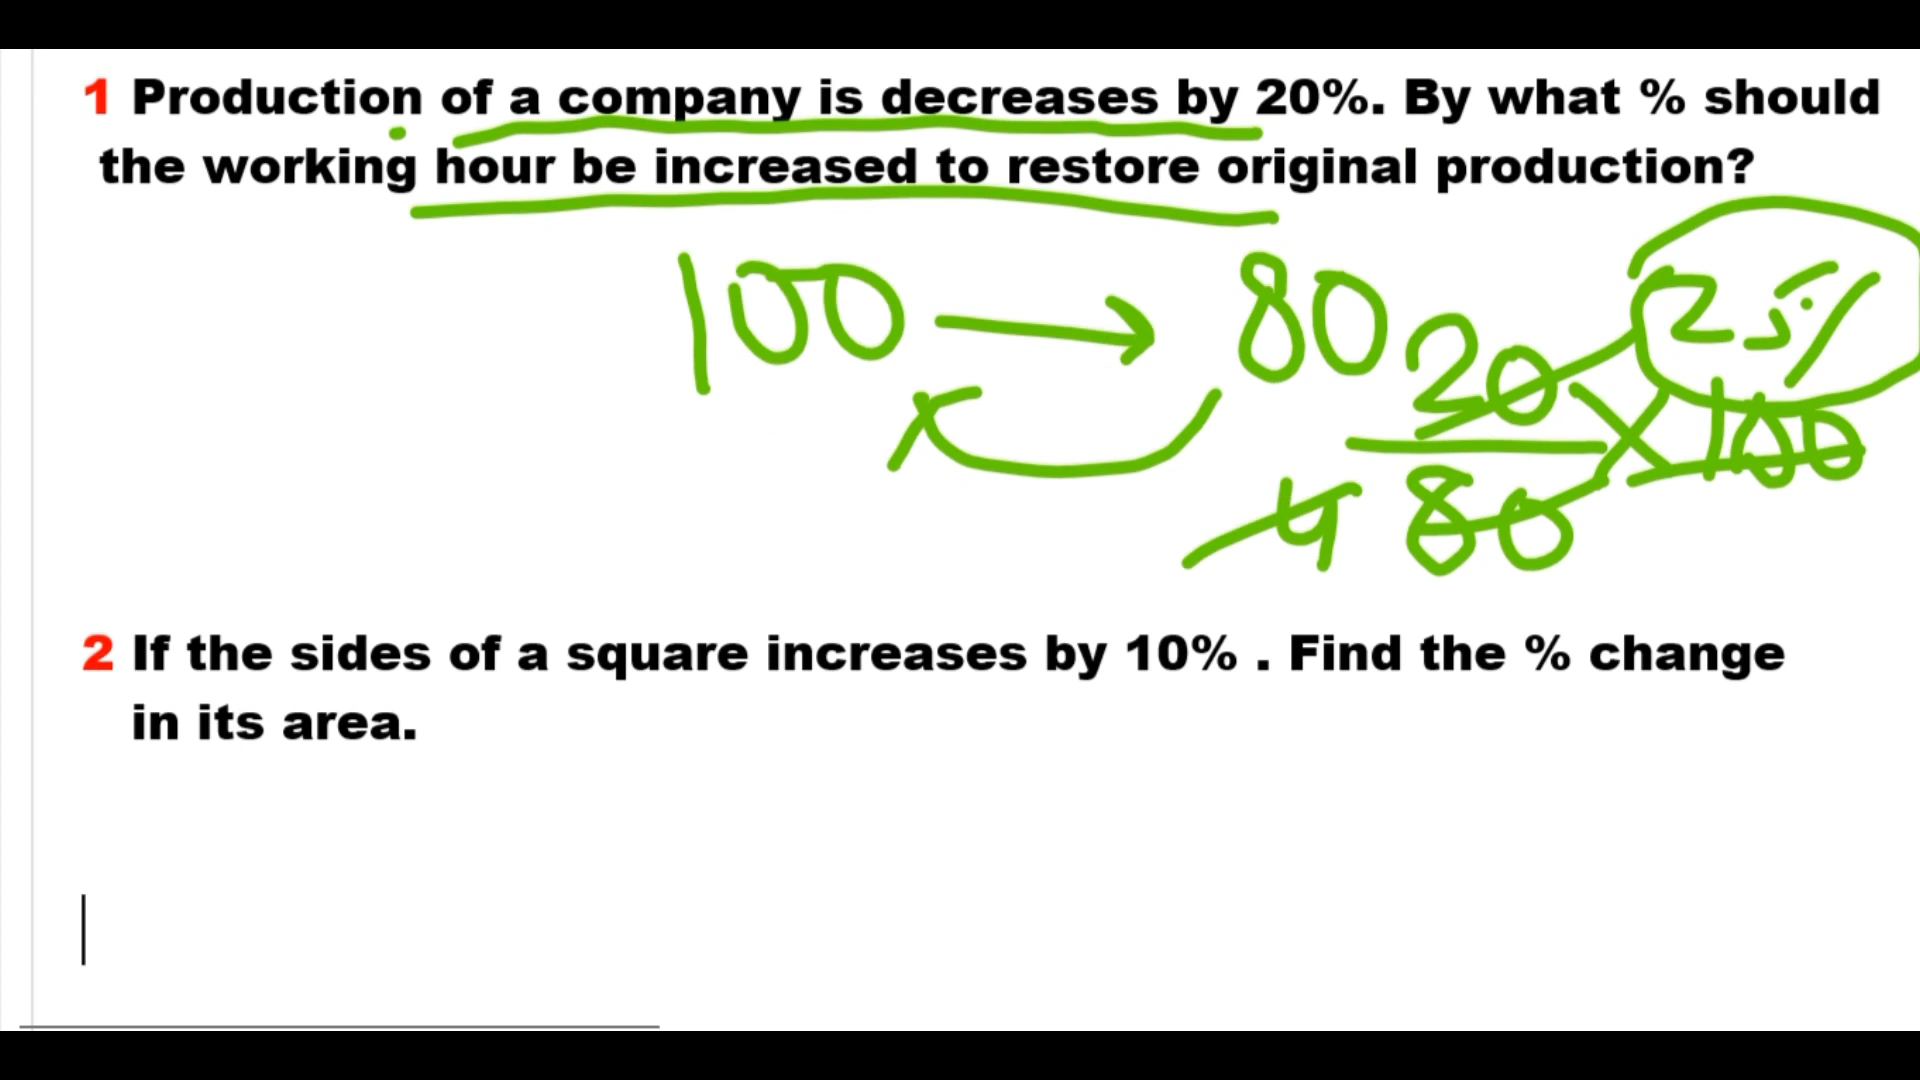 1 Production of a company is decreases by 20%. By what % should
the working hour be increased to restore original production?
100 → 80
25%
20 × 100
4 80
2 If the sides of a square increases by 10% . Find the % change
in its area.